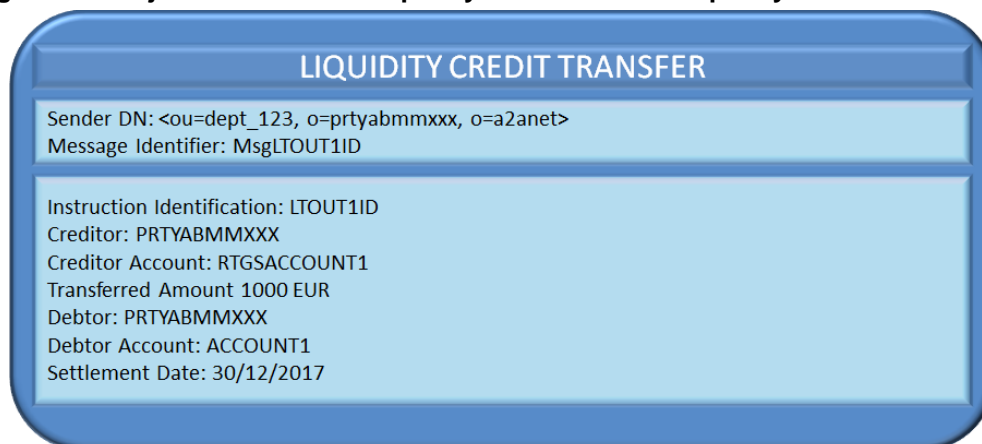 LIQUIDITY CREDIT TRANSFER
Sender DN: <ou=dept_123, o=prtyabmmxxx, o=a2anet>
Message Identifier: MsgLTOUT1ID
Instruction Identification: LTOUT1ID
Creditor: PRTYABMMXXX
Creditor Account: RTGSACCOUNT1
Transferred Amount 1000 EUR
Debtor: PRTYABMMXXX
Debtor Account: ACCOUNT1
Settlement Date: 30/12/2017